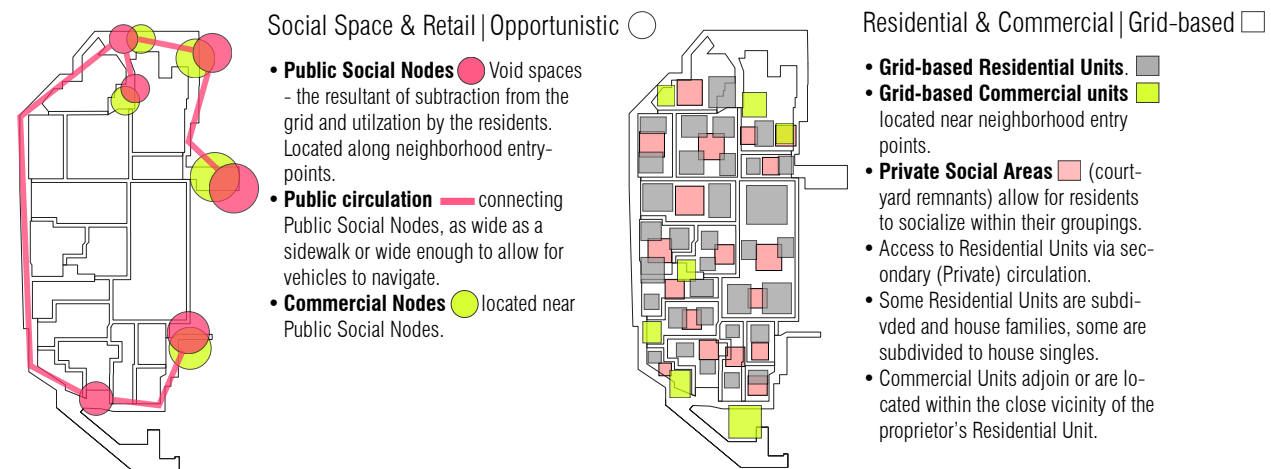 Social Space & Retail | Opportunistic
• Public Social Nodes Void spaces
- the resultant of subtraction from the
grid and utilzation by the residents.
Located along neighborhood entry-
points.
• Public circulation connecting
Public Social Nodes, as wide as a
sidewalk or wide enough to allow for
vehicles to navigate.
• Commercial Nodes located near
Public Social Nodes.
Residential & Commercial | Grid-based
• Grid-based Residential Units.
• Grid-based Commercial units
located near neighborhood entry
points.
• Private Social Areas (court-
yard remnants) allow for residents
to socialize within their groupings.
• Access to Residential Units via sec-
ondary (Private) circulation.
• Some Residential Units are subdi-
vded and house families, some are
subdivided to house singles.
• Commercial Units adjoin or are lo-
cated within the close vicinity of the
proprietor's Residential Unit.